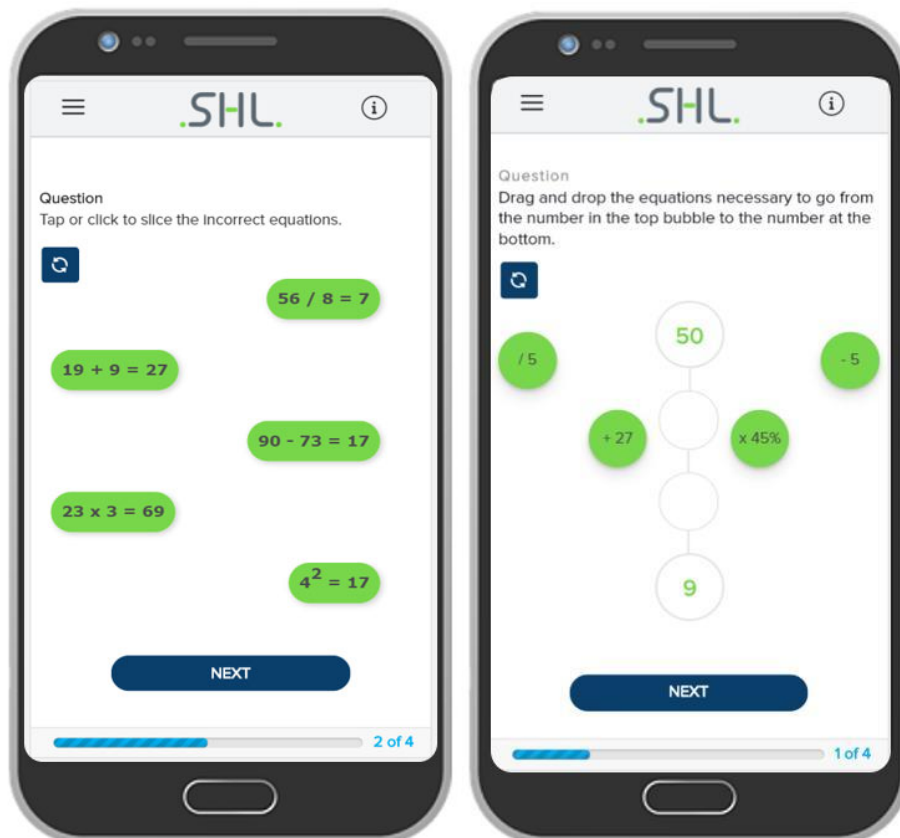 .SHL.
Question
Tap or click to slice the incorrect equations.
56 / 8 = 7
19 + 9 = 27
90 - 73 = 17
23 x 3 = 69
4² = 17
NEXT
2 of 4
.SHL.
Question
Drag and drop the equations necessary to go from
the number in the top bubble to the number at the
bottom.
50
/ 5
- 5
+ 27
x 45%
9
NEXT
1 of 4